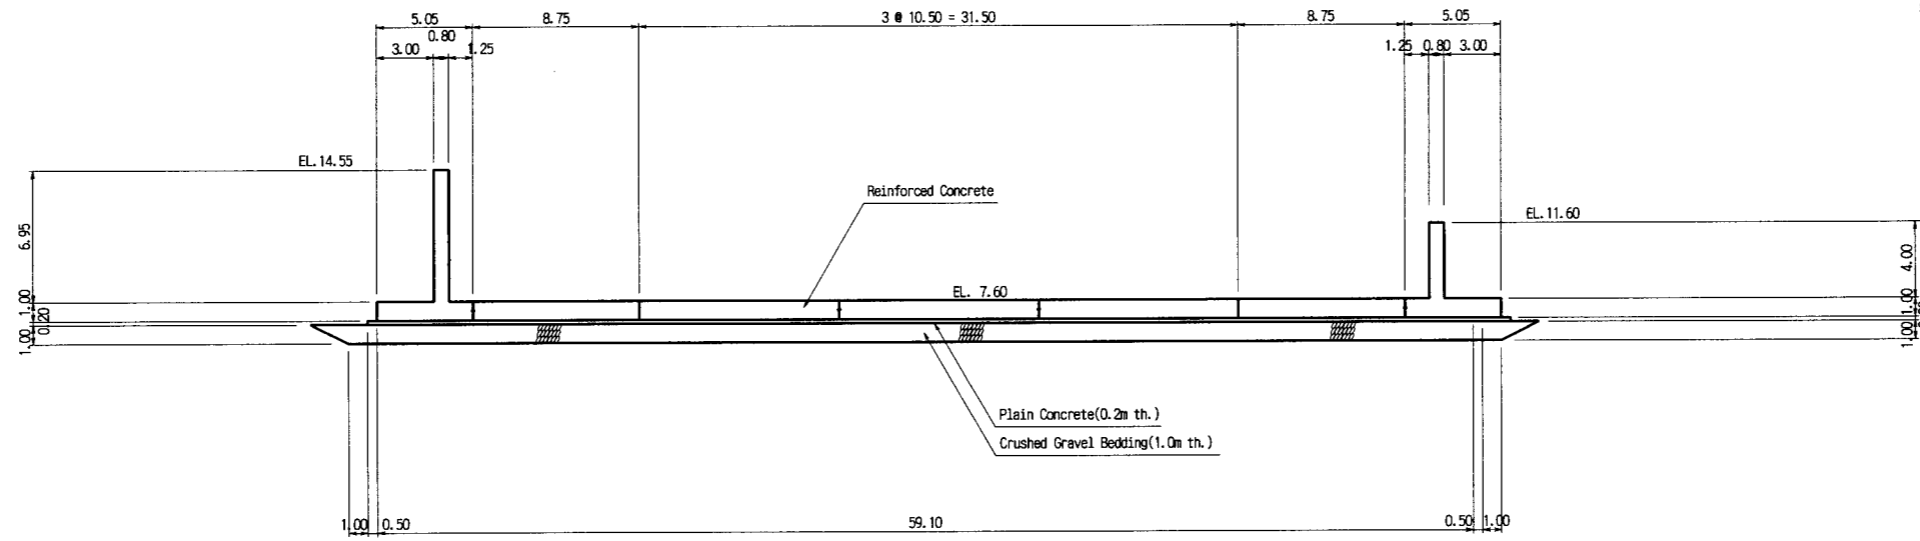 5.05 8.75 3 @ 10.50 = 31.50 8.75 5.05
0.80
3.00 1.25 1.25 0.80 3.00
EL.14.55
Reinforced Concrete
EL.11.60
6.95
4.00
EL. 7.60
1.00
0.20
1.00
1.00
1.00
Plain Concrete(0.2m th.)
Crushed Gravel Bedding(1.0m th.)
1.00 0.50 59.10 0.50 1.00